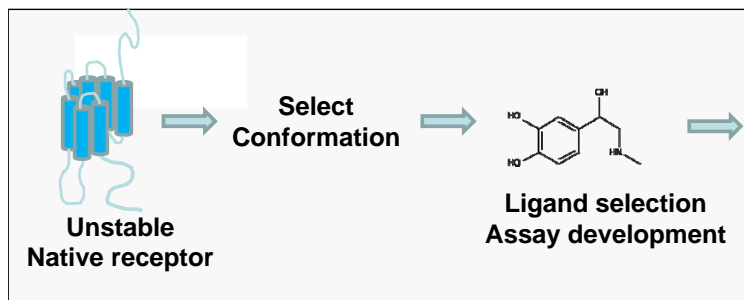 Unstable
Native receptor
Select
Conformation
HO
HO
OH
HN
Ligand selection
Assay development